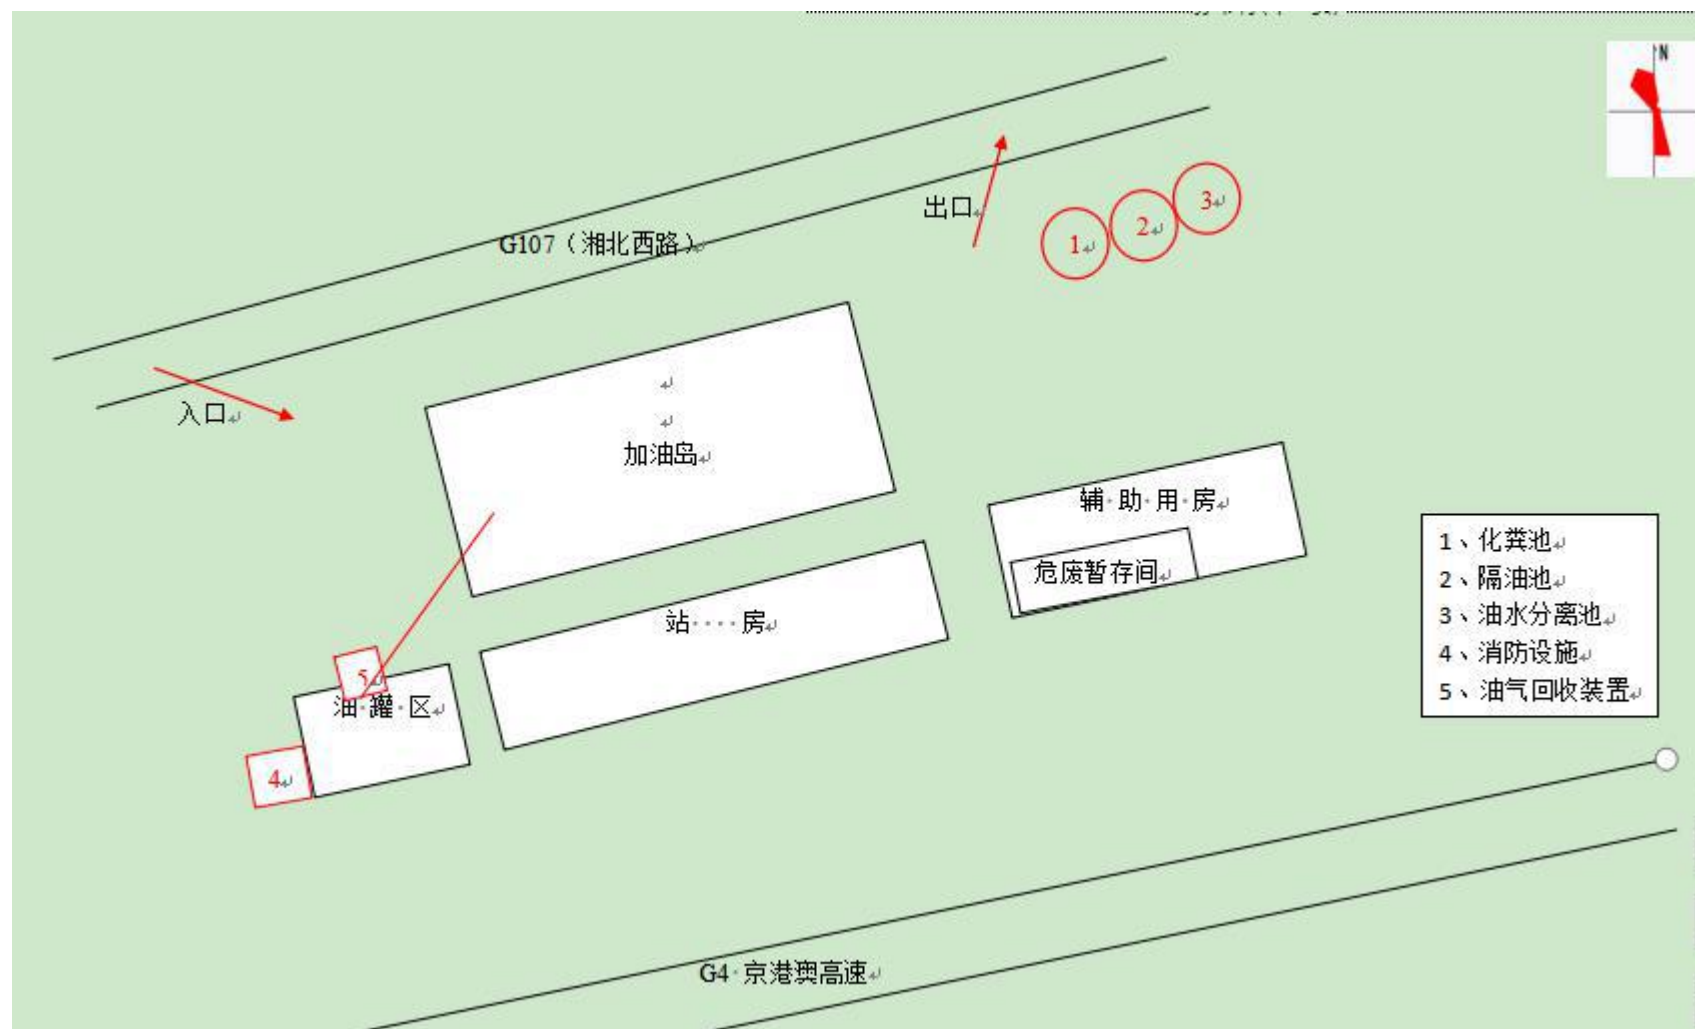 N
出口
1
2
3
G107（湘北西路）
入口
加油岛
辅 助 用 房
危废暂存间
站 房
5
油 罐 区
4
1、化粪池
2、隔油池
3、油水分离池
4、消防设施
5、油气回收装置
G4 京港澳高速